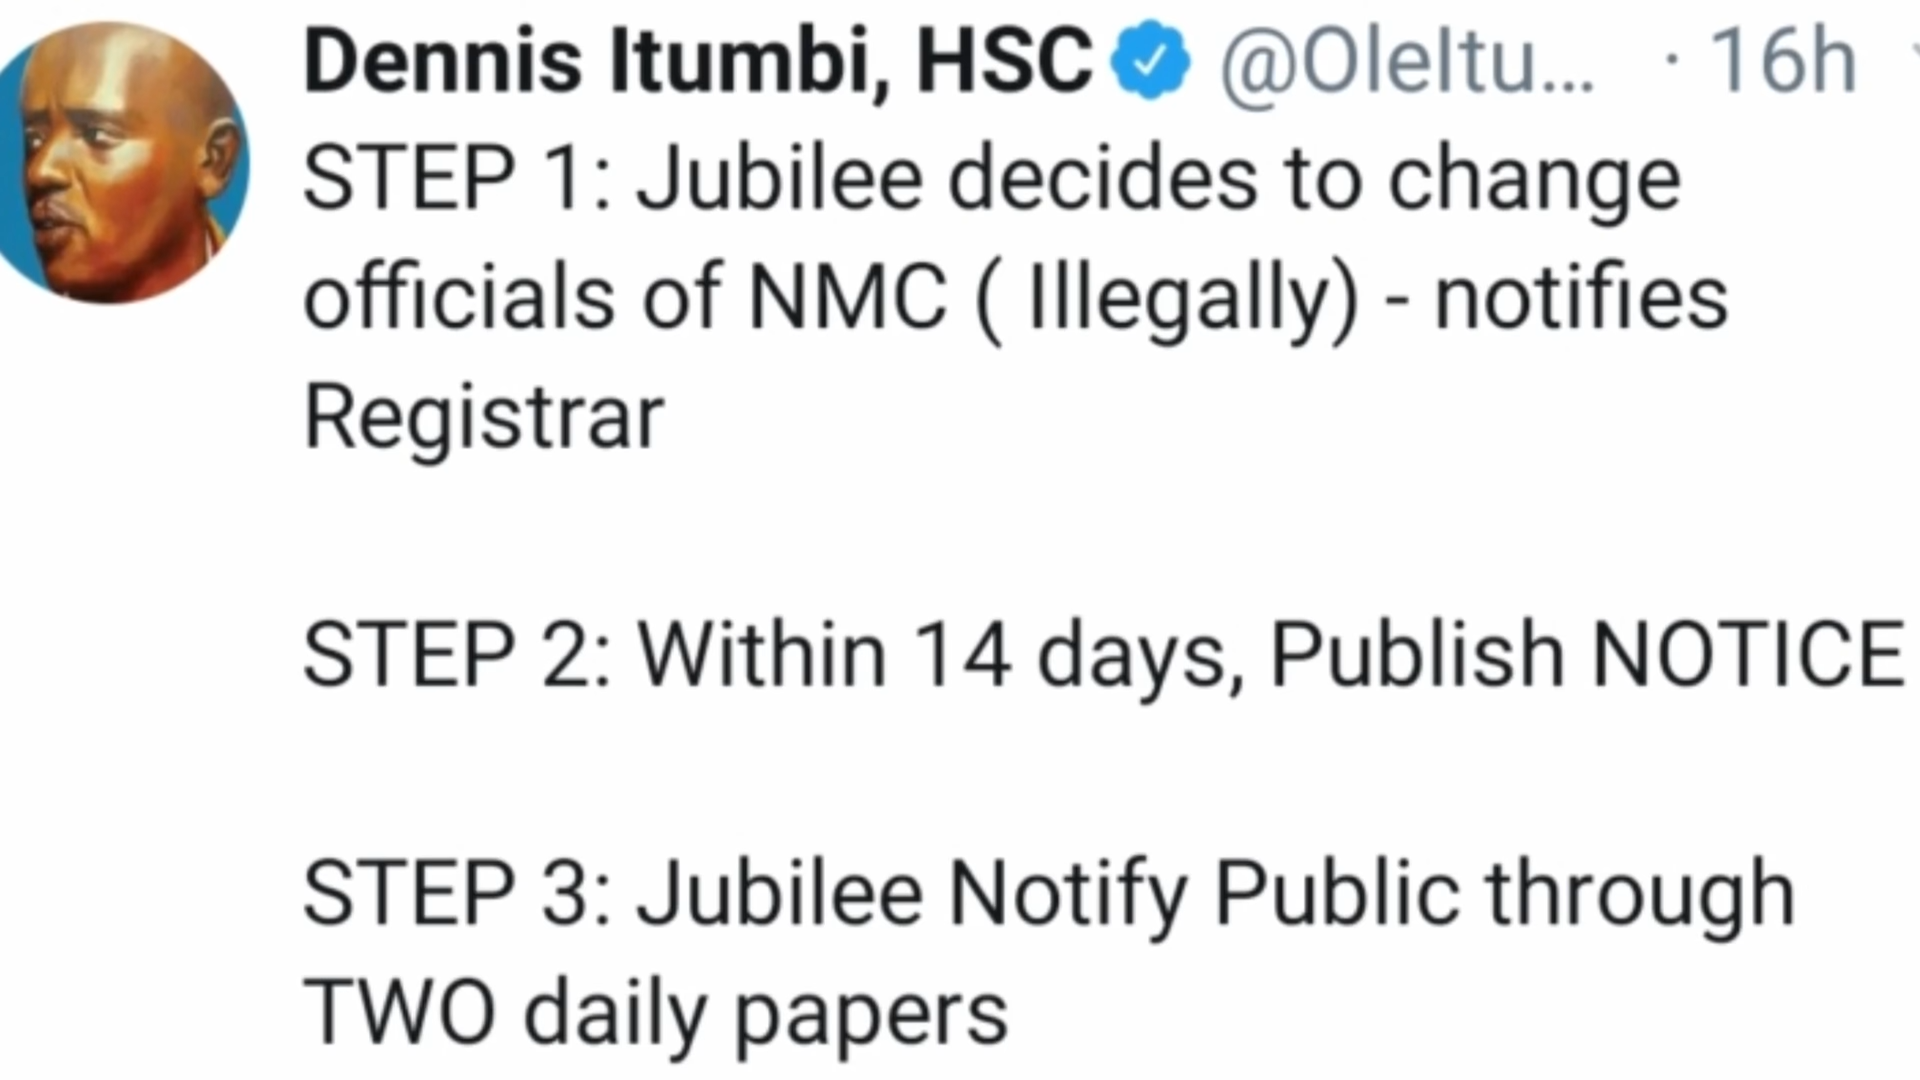 Dennis Itumbi, HSC @OleItu... · 16h
STEP 1: Jubilee decides to change
officials of NMC ( Illegally) - notifies
Registrar
STEP 2: Within 14 days, Publish NOTICE
STEP 3: Jubilee Notify Public through
TWO daily papers